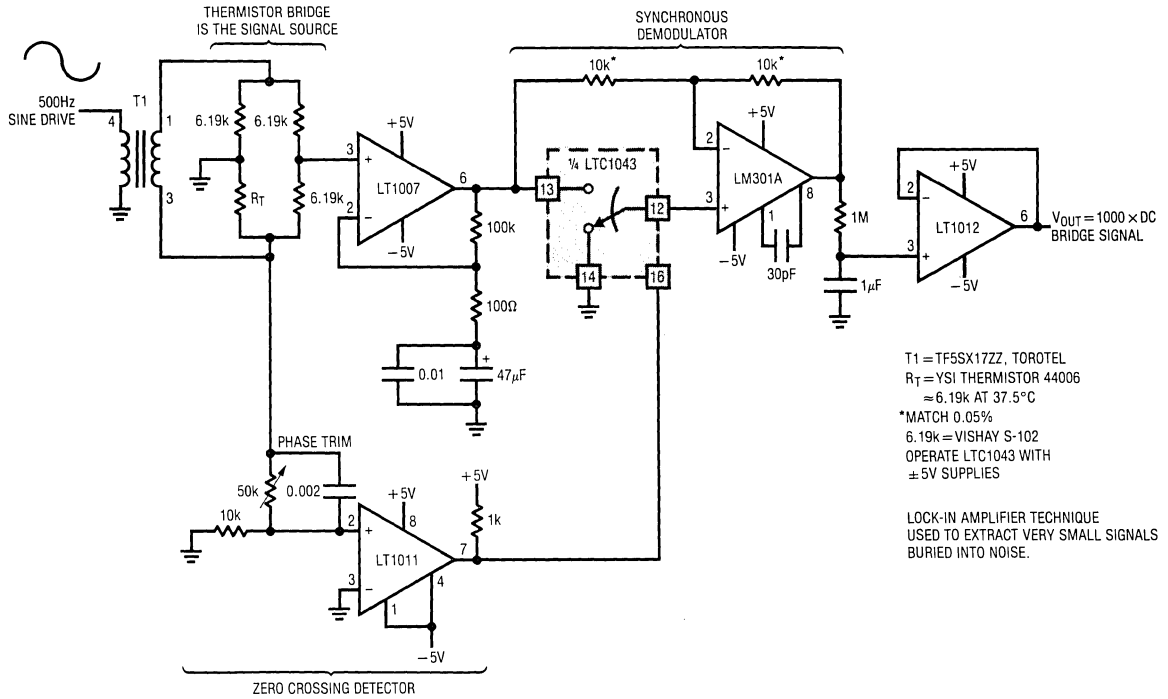 THERMISTOR BRIDGE
IS THE SIGNAL SOURCE
SYNCHRONOUS
DEMODULATOR
500Hz
SINE DRIVE
T1
4
1
3
6.19k
6.19k
RT
6.19k
3
2
+5V
LT1007
−5V
6
100k
100Ω
0.01
+
47µF
10k*
10k*
¼ LTC1043
13
12
14
16
2
3
+5V
LM301A
−5V
1
8
30pF
1M
1µF
2
3
+5V
LT1012
−5V
6
VOUT = 1000 × DC
BRIDGE SIGNAL
T1 = TF5SX17ZZ, TOROTEL
RT = YSI THERMISTOR 44006
≈ 6.19k AT 37.5°C
*MATCH 0.05%
6.19k = VISHAY S-102
OPERATE LTC1043 WITH
±5V SUPPLIES
LOCK-IN AMPLIFIER TECHNIQUE
USED TO EXTRACT VERY SMALL SIGNALS
BURIED INTO NOISE.
PHASE TRIM
50k
0.002
10k
2
3
+5V
8
LT1011
1
4
−5V
7
+5V
1k
ZERO CROSSING DETECTOR